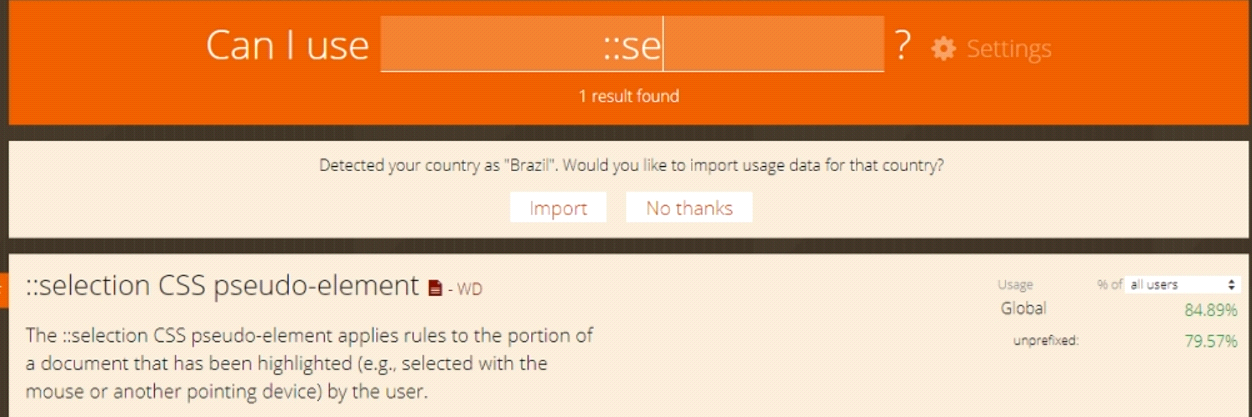 Can I use ::se ? Settings
1 result found
Detected your country as "Brazil". Would you like to import usage data for that country?
Import No thanks
::selection CSS pseudo-element - WD
Usage % of all users
Global 84.89%
unprefixed: 79.57%
The ::selection CSS pseudo-element applies rules to the portion of
a document that has been highlighted (e.g., selected with the
mouse or another pointing device) by the user.